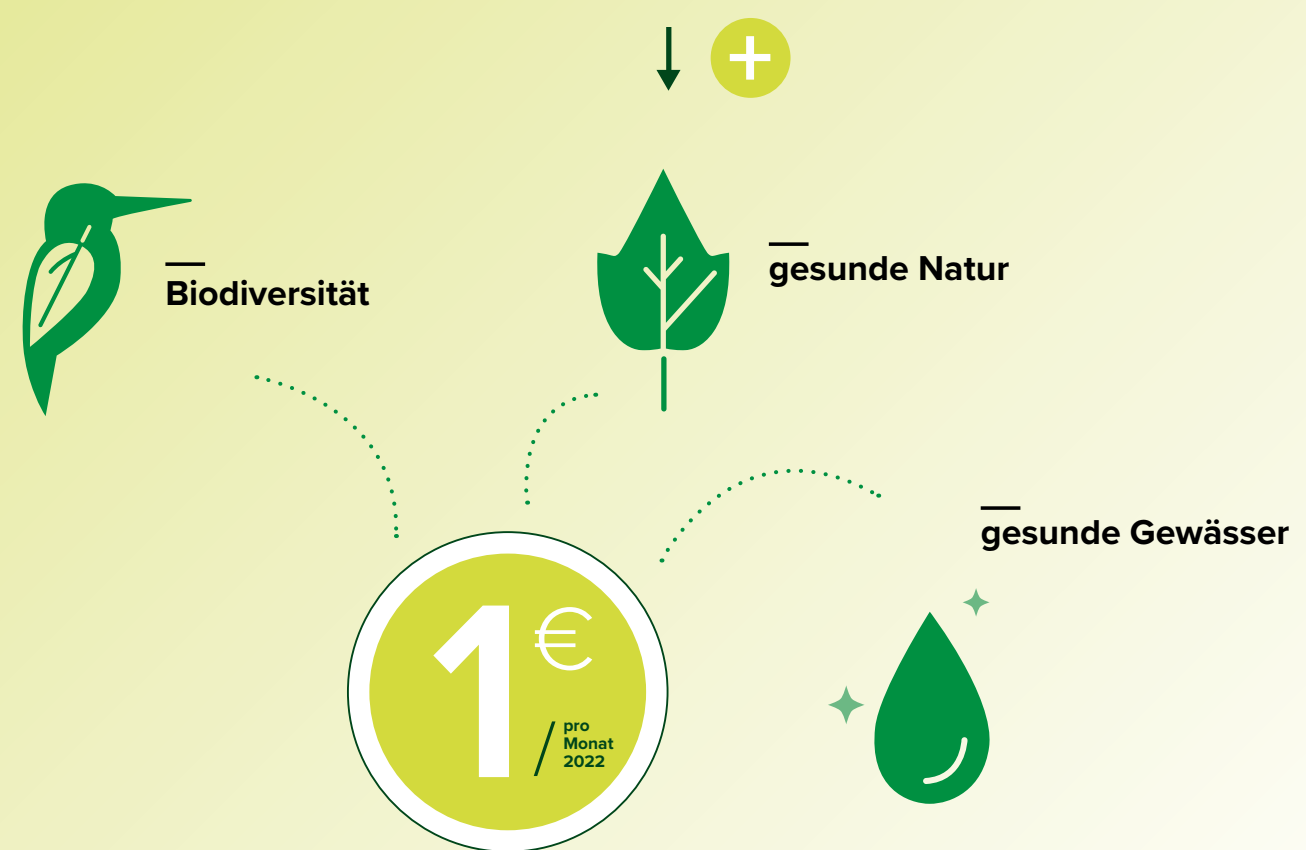 Biodiversität
gesunde Natur
gesunde Gewässer
1 €
/ pro
Monat
2022